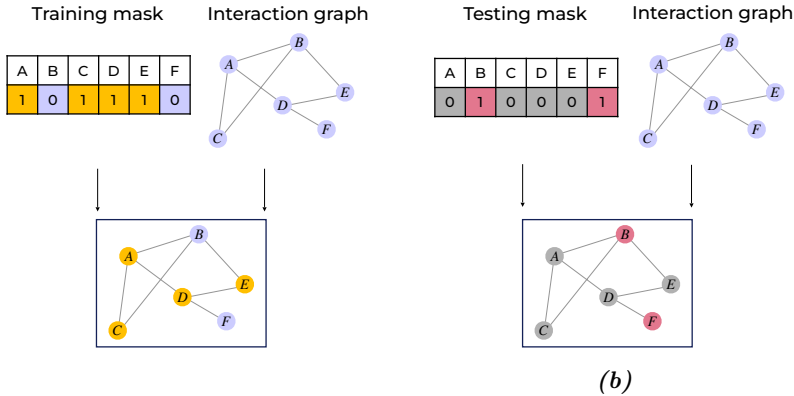 Training mask
Interaction graph
A B C D E F
1 0 1 1 1 0
B
A
E
D
F
C
B
A
E
D
F
C
Testing mask
Interaction graph
A B C D E F
0 1 0 0 0 1
B
A
E
D
F
C
B
A
E
D
F
C
(b)